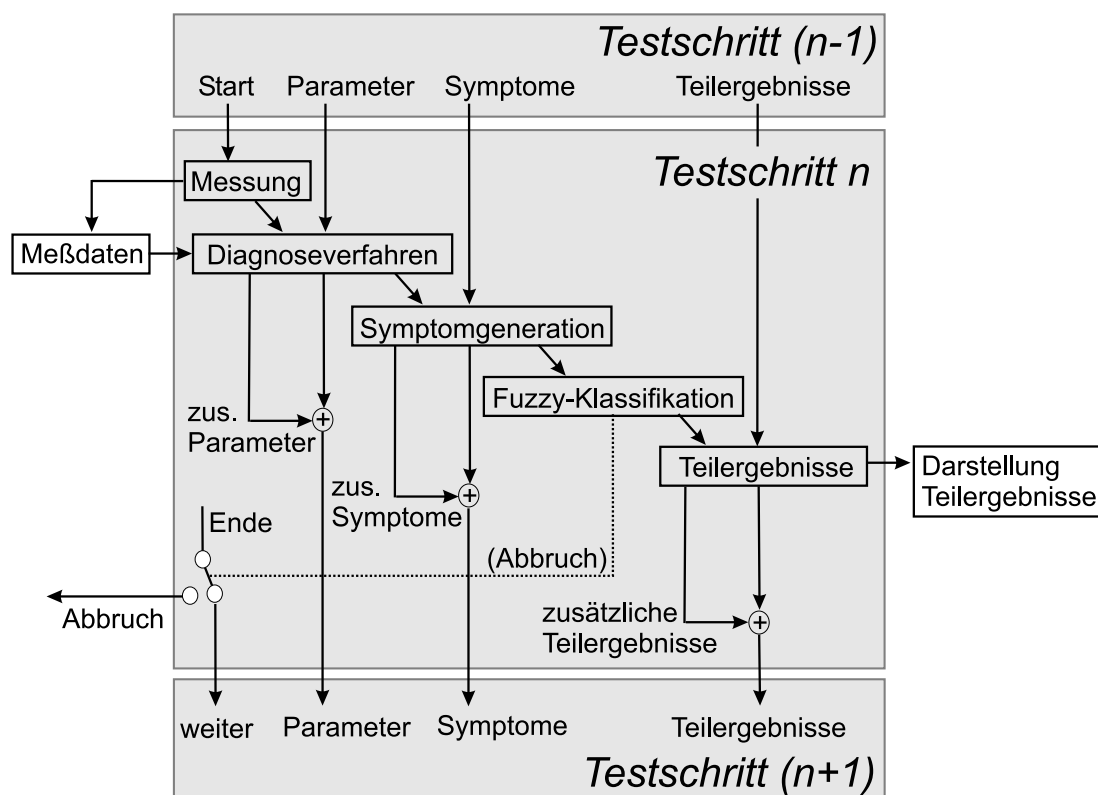 Testschritt (n-1)
Start Parameter Symptome Teilergebnisse
Testschritt n
Messung
Meßdaten
Diagnoseverfahren
Symptomgeneration
Fuzzy-Klassifikation
zus.
Parameter
+
Teilergebnisse
Darstellung
Teilergebnisse
zus.
Symptome
+
Ende
(Abbruch)
Abbruch
zusätzliche
Teilergebnisse
+
weiter Parameter Symptome Teilergebnisse
Testschritt (n+1)